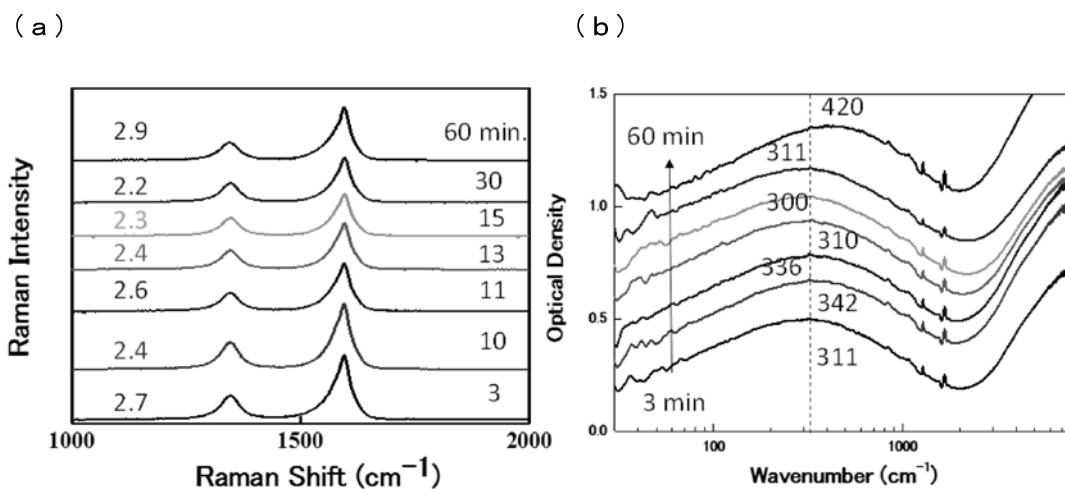 (a)
2.9 60 min.
2.2 30
2.3 15
2.4 13
2.6 11
2.4 10
2.7 3
1000 1500 2000
Raman Shift (cm⁻¹)
Raman Intensity
(b)
1.5
1.0
0.5
0.0
Optical Density
60 min
3 min
420
311
300
310
336
342
311
100 1000
Wavenumber (cm⁻¹)